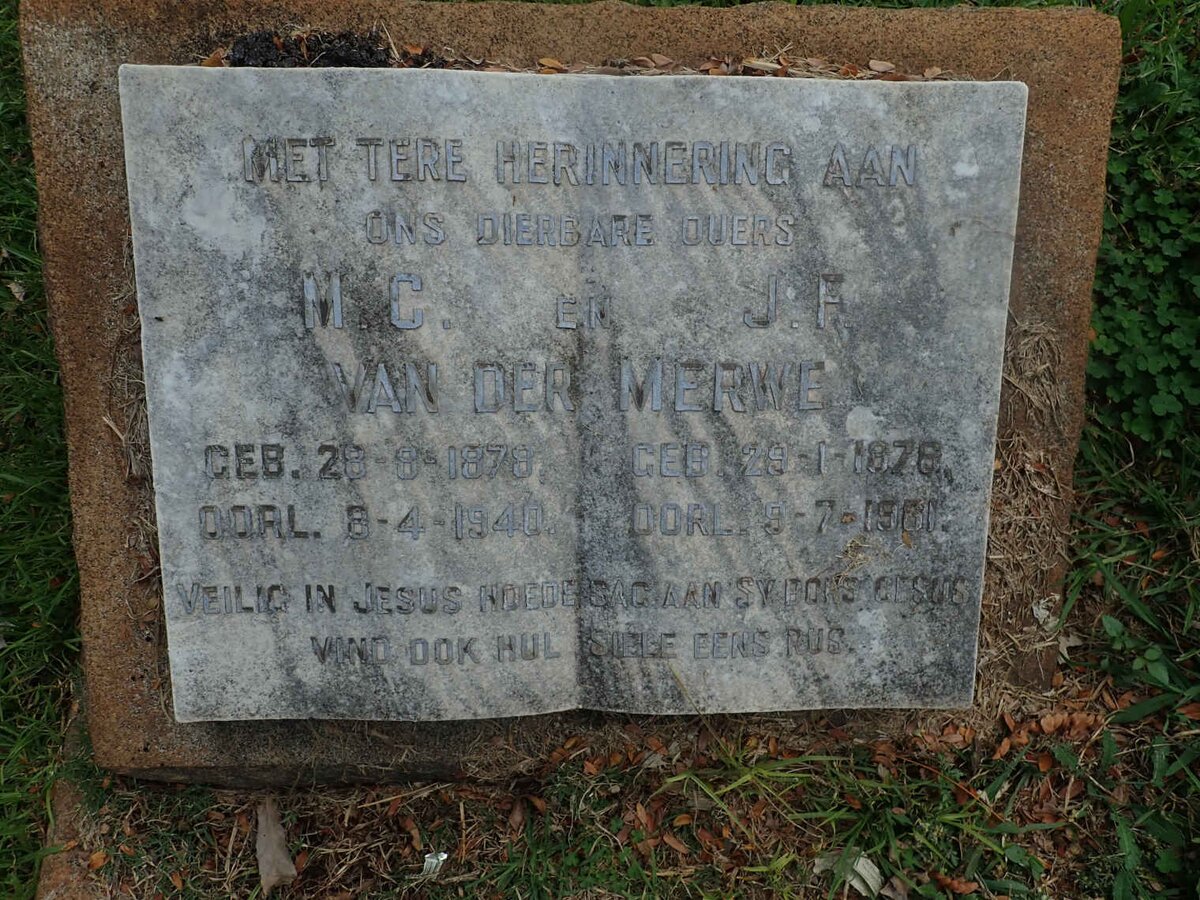 MET TERE HERINNERING AAN
ONS DIERBARE OUERS
M.C. EN J.F.
VAN DER MERWE
GEB. 28-8-1878. GEB. 29-1-1878.
OORL. 8-4-1940. OORL. 9-7-1961.
VEILIG IN JESUS HOEDE SAG AAN SY BORS GESUS
VIND OOK HUL SIELE EENS RUS.